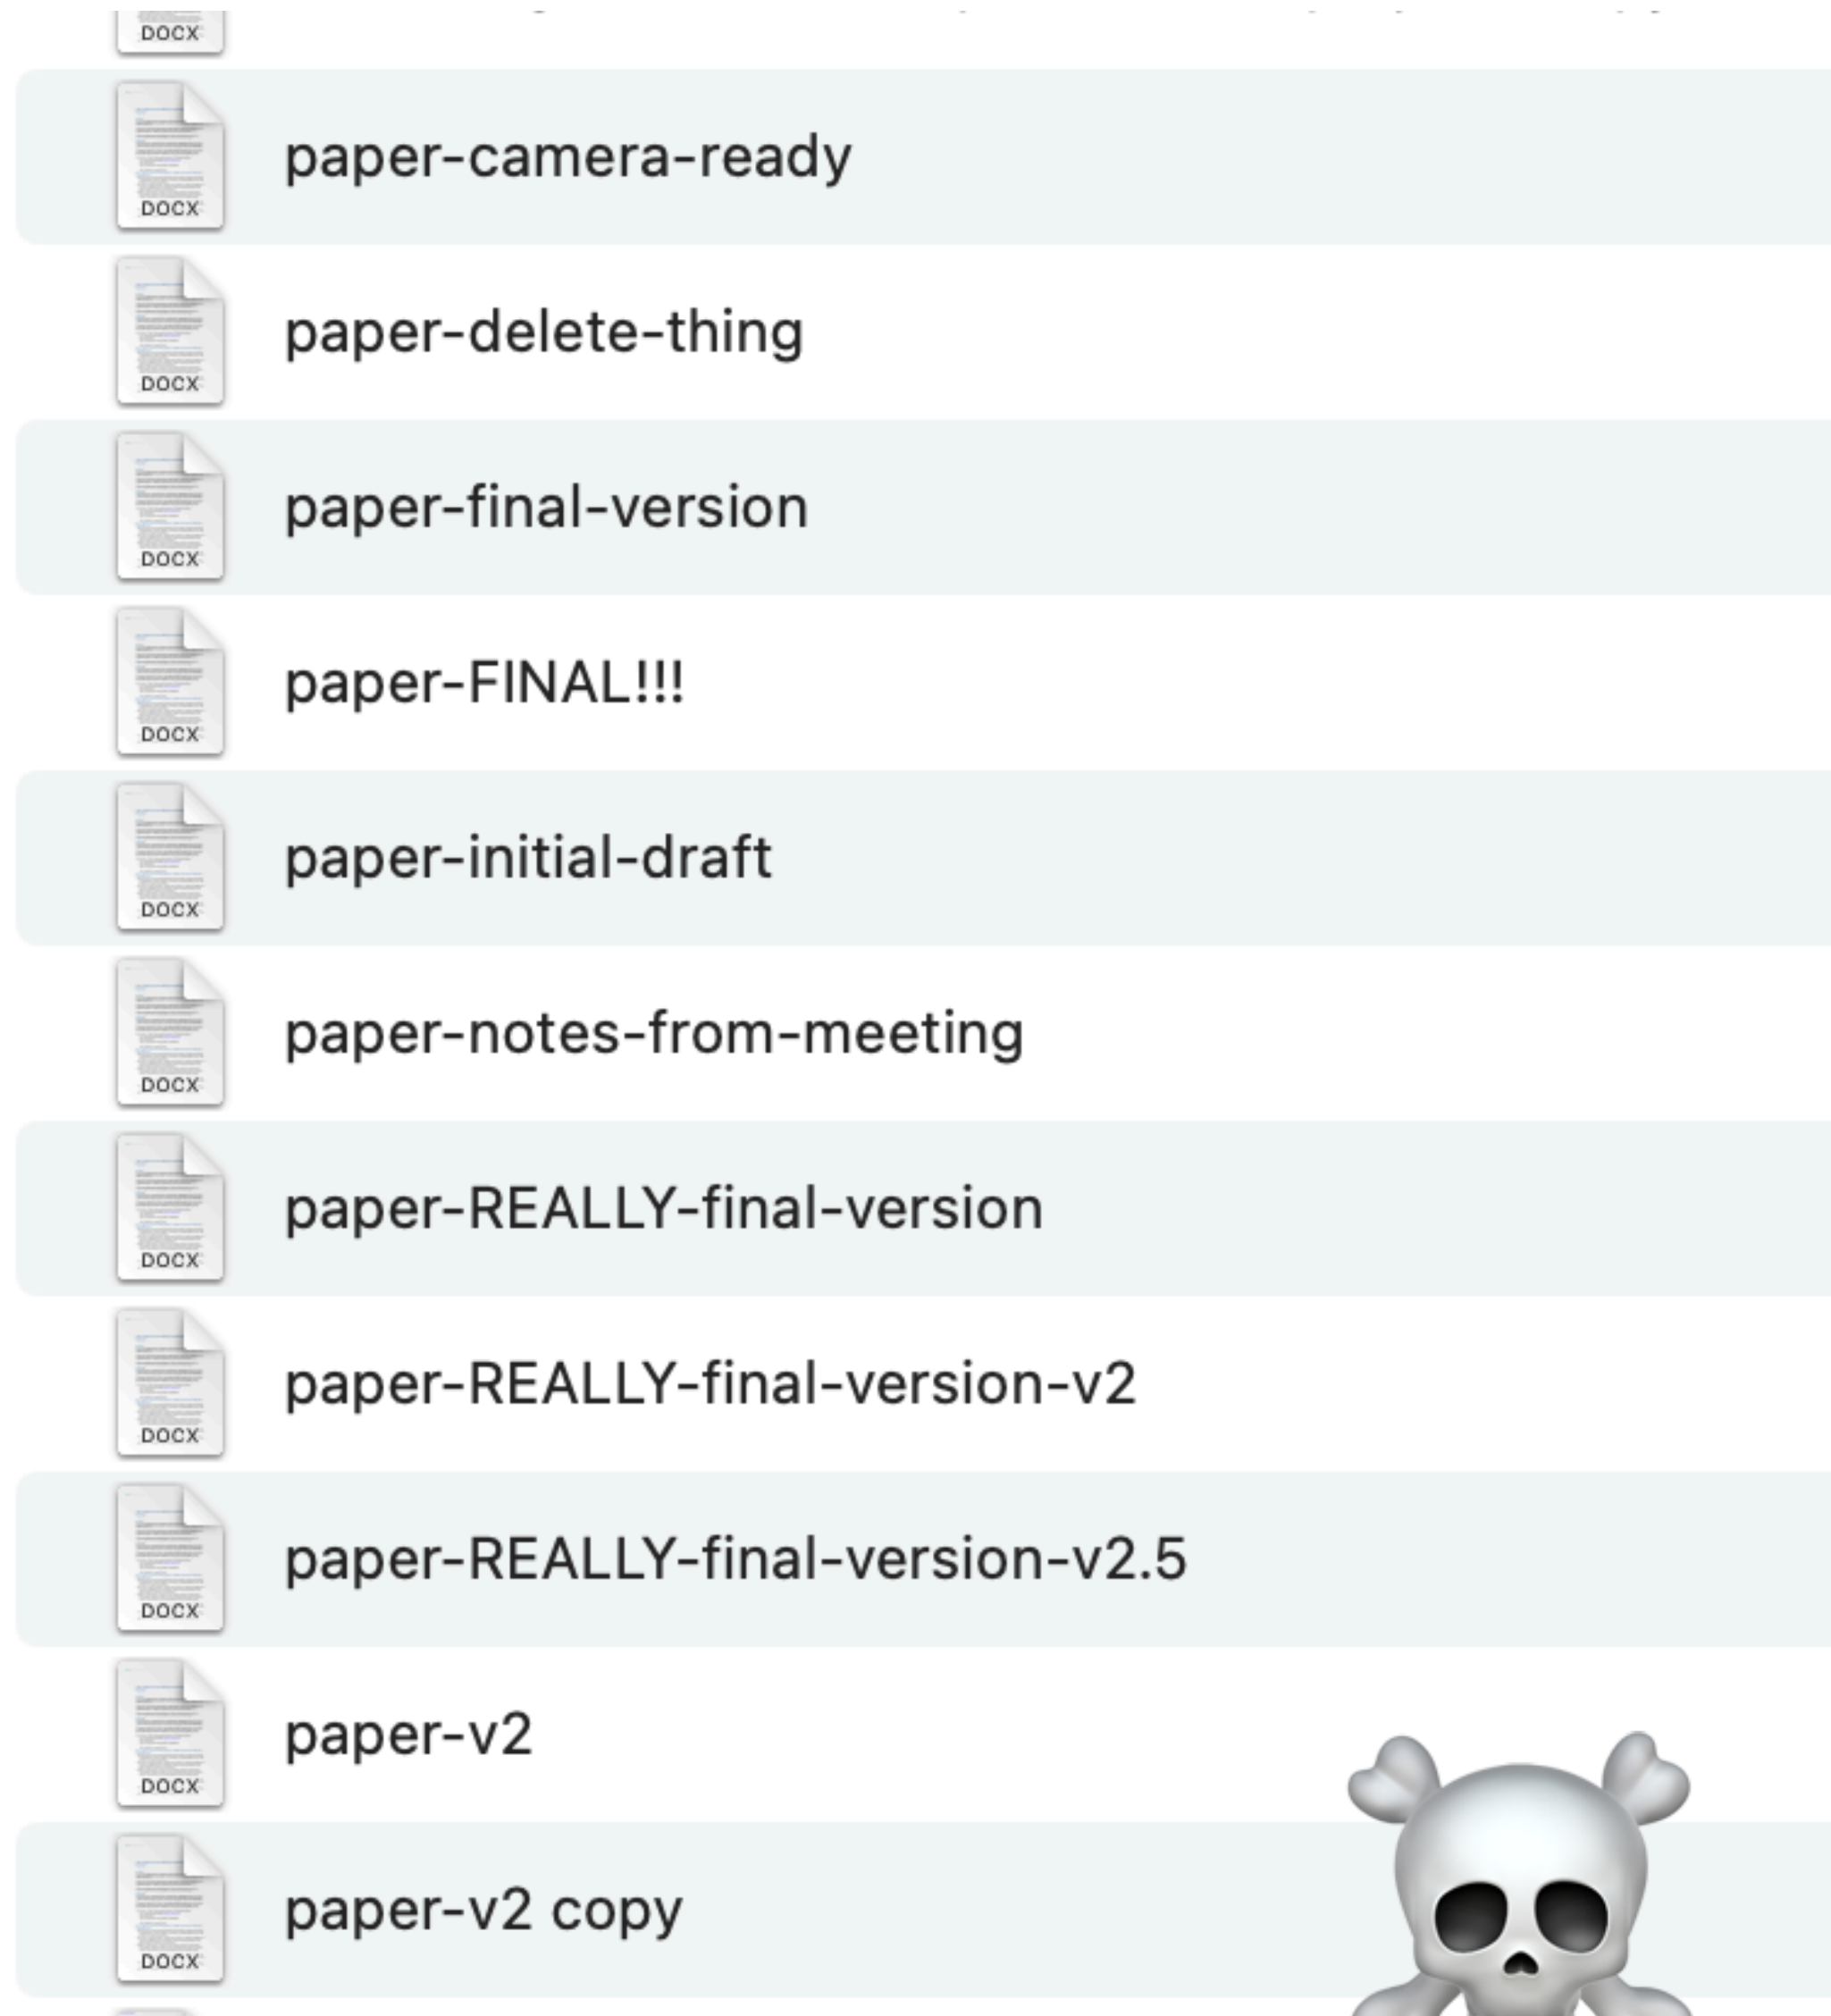 DOCX
paper-camera-ready
DOCX
paper-delete-thing
DOCX
paper-final-version
DOCX
paper-FINAL!!!
DOCX
paper-initial-draft
DOCX
paper-notes-from-meeting
DOCX
paper-REALLY-final-version
DOCX
paper-REALLY-final-version-v2
DOCX
paper-REALLY-final-version-v2.5
DOCX
paper-v2
DOCX
paper-v2 copy
DOCX